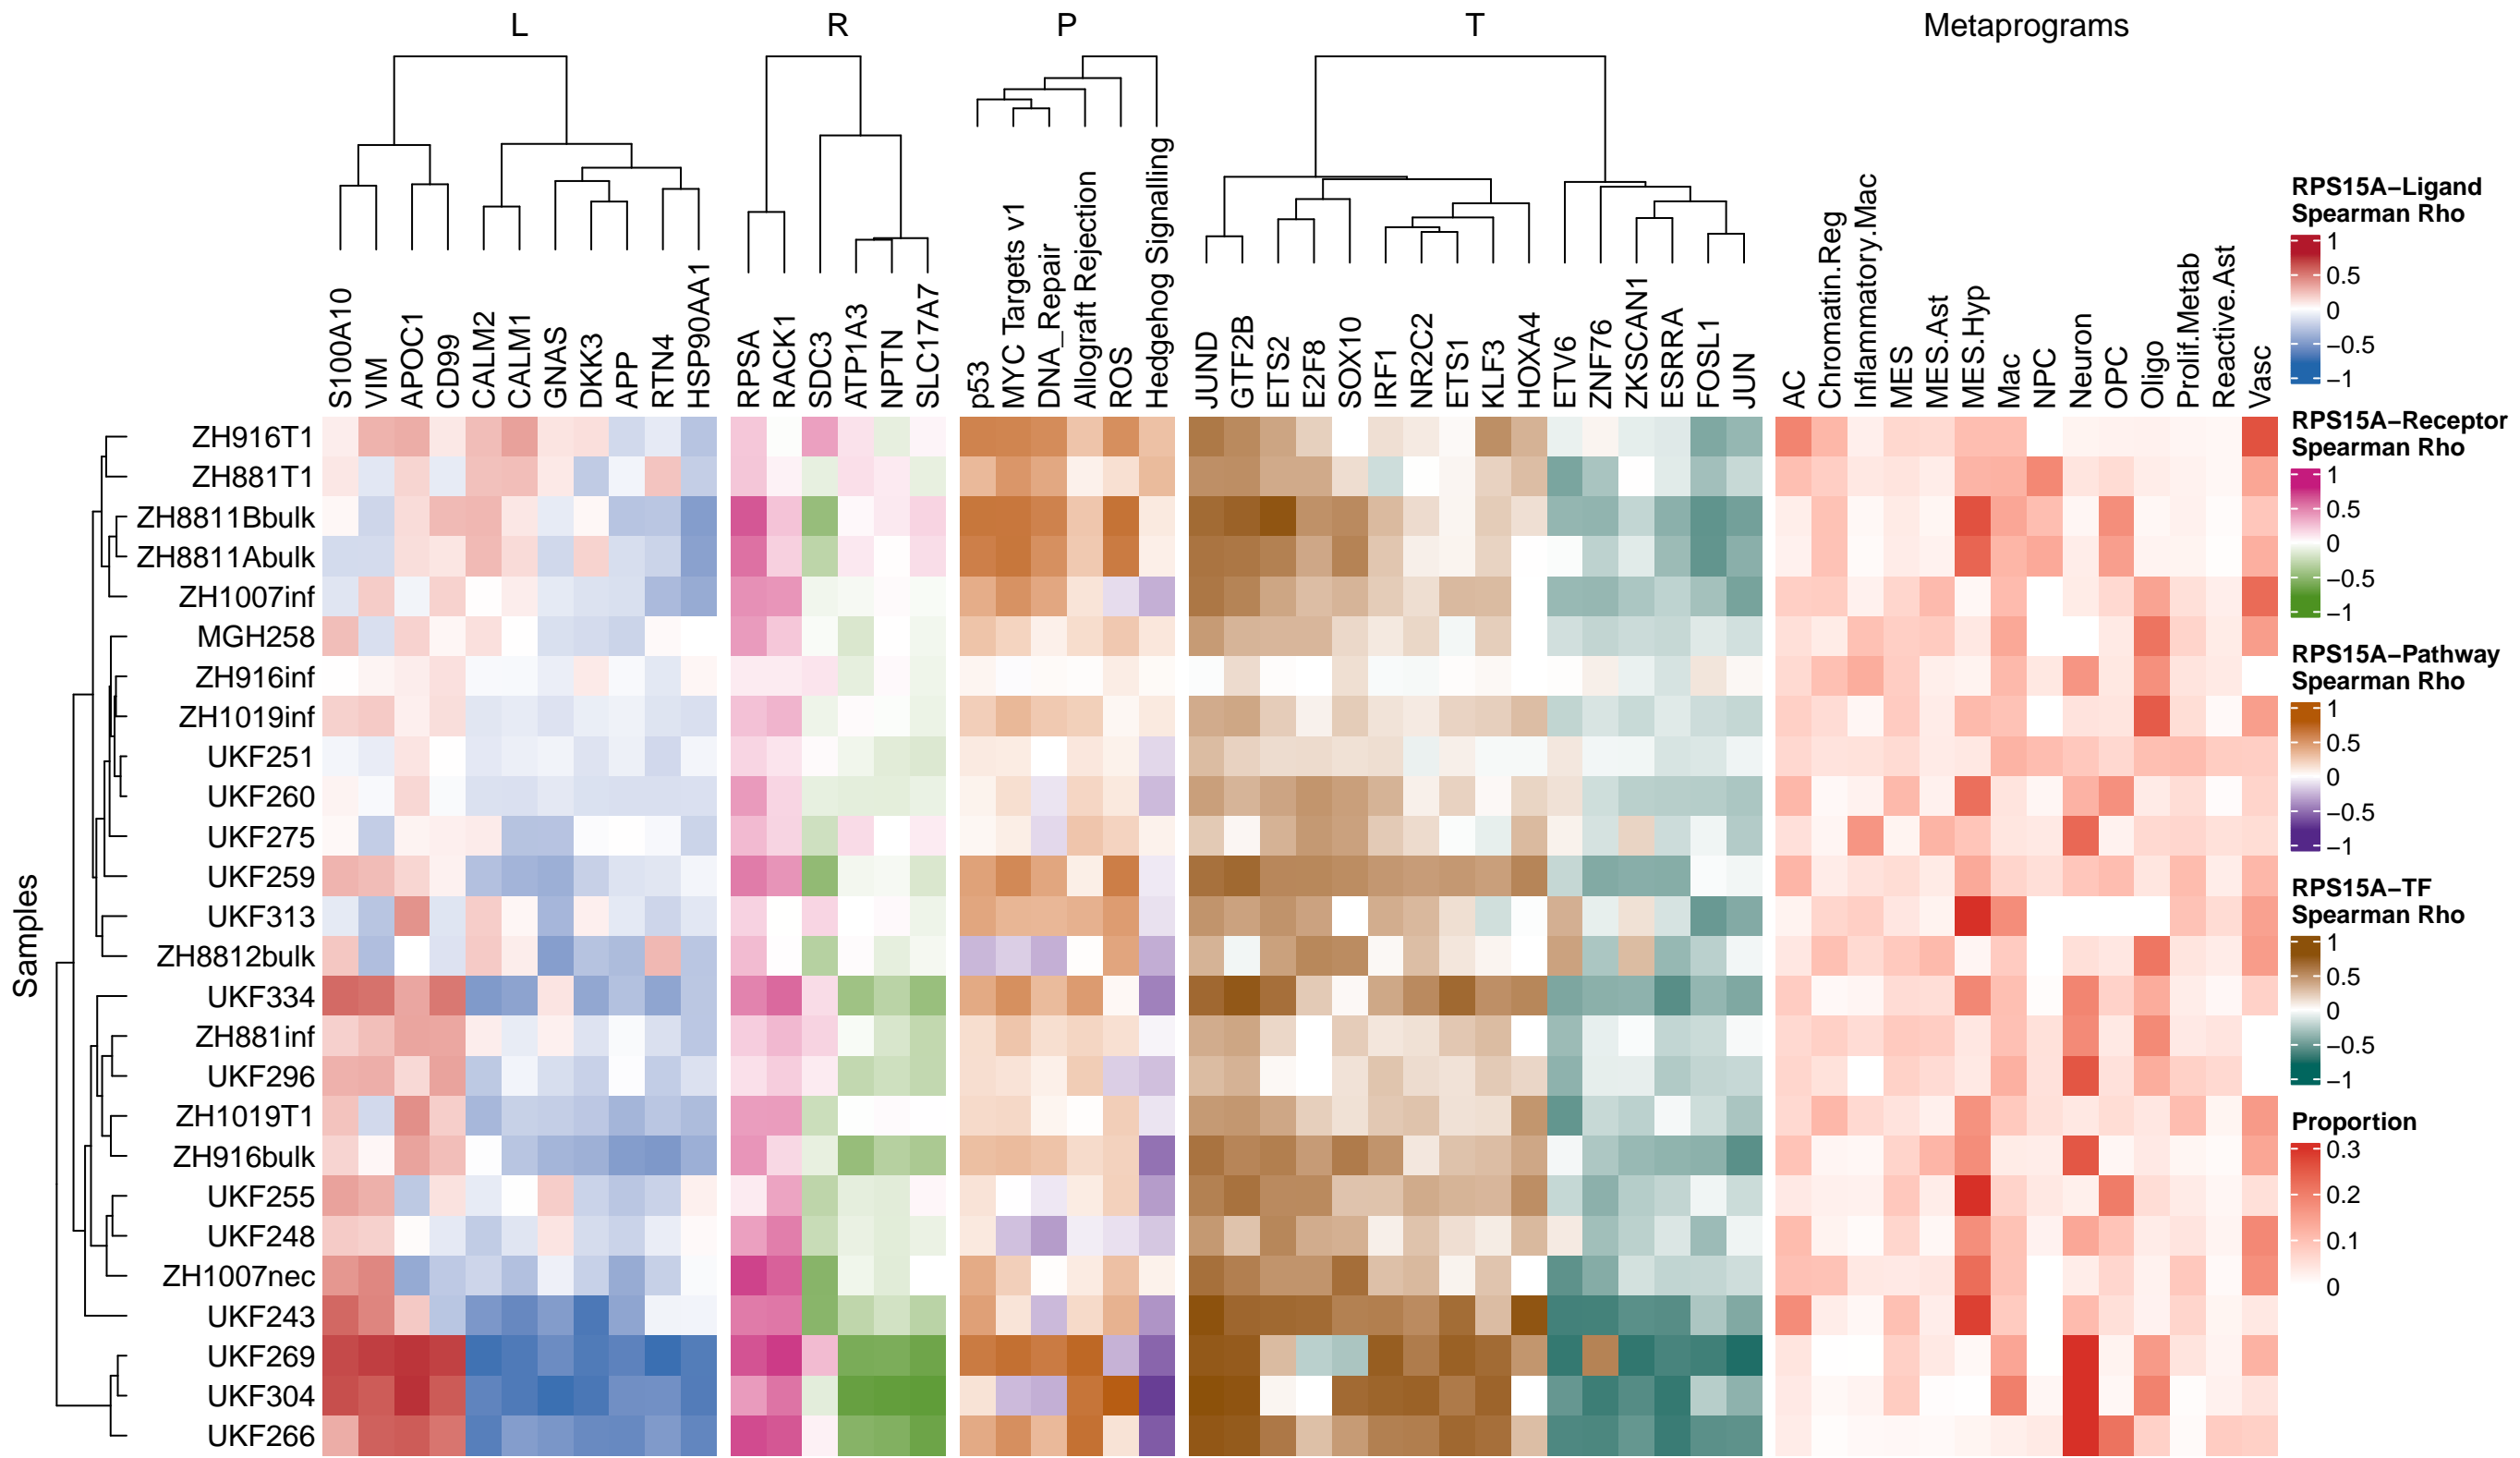 L
R
P
T
Metaprograms
S100A10
VIM
APOC1
CD99
CALM2
CALM1
GNAS
DKK3
APP
RTN4
HSP90AA1
RPSA
RACK1
SDC3
ATP1A3
NPTN
SLC17A7
p53
MYC Targets v1
DNA_Repair
Allograft Rejection
ROS
Hedgehog Signalling
JUND
GTF2B
ETS2
E2F8
SOX10
IRF1
NR2C2
ETS1
KLF3
HOXA4
ETV6
ZNF76
ZKSCAN1
ESRRA
FOSL1
JUN
AC
Chromatin.Reg
Inflammatory.Mac
MES
MES.Ast
MES.Hyp
Mac
NPC
Neuron
OPC
Oligo
Prolif.Metab
Reactive.Ast
Vasc
Samples
ZH916T1
ZH881T1
ZH8811Bbulk
ZH8811Abulk
ZH1007inf
MGH258
ZH916inf
ZH1019inf
UKF251
UKF260
UKF275
UKF259
UKF313
ZH8812bulk
UKF334
ZH881inf
UKF296
ZH1019T1
ZH916bulk
UKF255
UKF248
ZH1007nec
UKF243
UKF269
UKF304
UKF266
RPS15A−Ligand
Spearman Rho
1
0.5
0
−0.5
−1
RPS15A−Receptor
Spearman Rho
1
0.5
0
−0.5
−1
RPS15A−Pathway
Spearman Rho
1
0.5
0
−0.5
−1
RPS15A−TF
Spearman Rho
1
0.5
0
−0.5
−1
Proportion
0.3
0.2
0.1
0